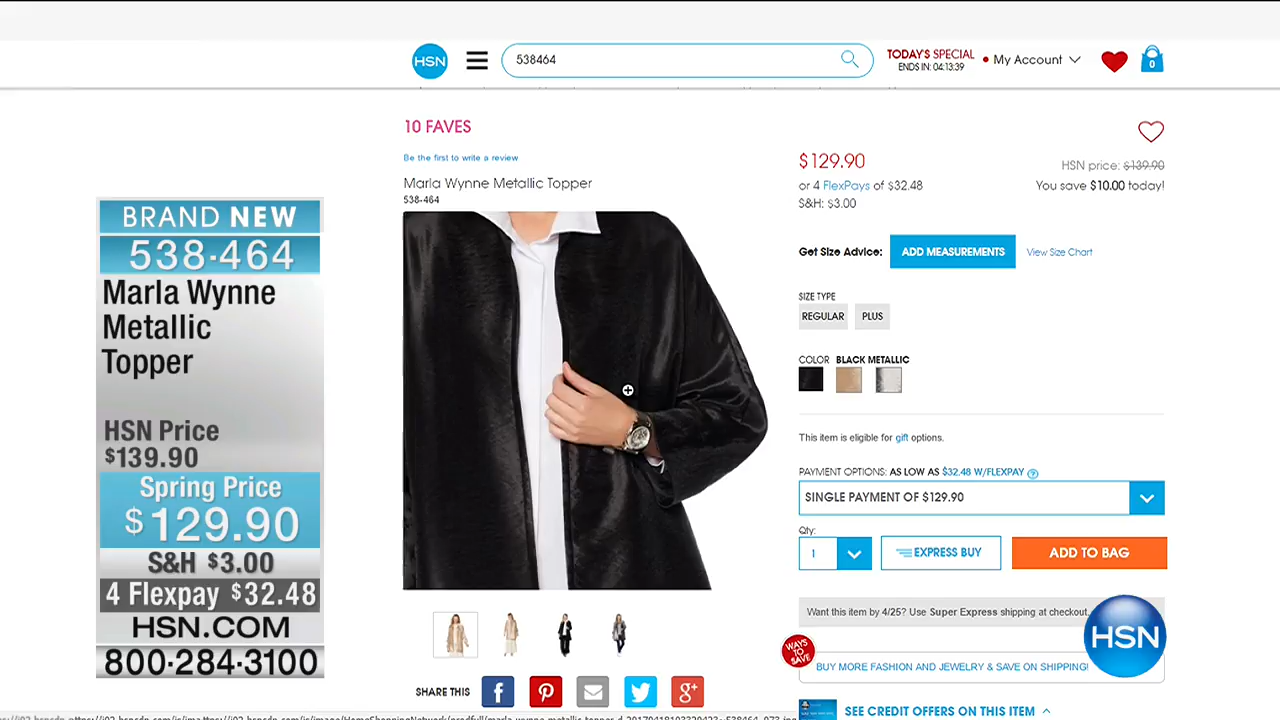 HSN
538464
TODAY'S SPECIAL
ENDS IN: 04:13:39
My Account
0
10 FAVES
Be the first to write a review
Marla Wynne Metallic Topper
538-464
$129.90
HSN price: $139.90
or 4 FlexPays of $32.48
You save $10.00 today!
S&H: $3.00
Get Size Advice:
ADD MEASUREMENTS
View Size Chart
SIZE TYPE
REGULAR
PLUS
COLOR BLACK METALLIC
This item is eligible for gift options.
PAYMENT OPTIONS: AS LOW AS $32.48 W/FLEXPAY ?
SINGLE PAYMENT OF $129.90
Qty:
1
EXPRESS BUY
ADD TO BAG
Want this item by 4/25? Use Super Express shipping at checkout.
WAYS TO SAVE
BUY MORE FASHION AND JEWELRY & SAVE ON SHIPPING!
SEE CREDIT OFFERS ON THIS ITEM
SHARE THIS
BRAND NEW
538-464
Marla Wynne
Metallic
Topper
HSN Price
$139.90
Spring Price
$129.90
S&H $3.00
4 Flexpay $32.48
HSN.COM
800-284-3100
HSN